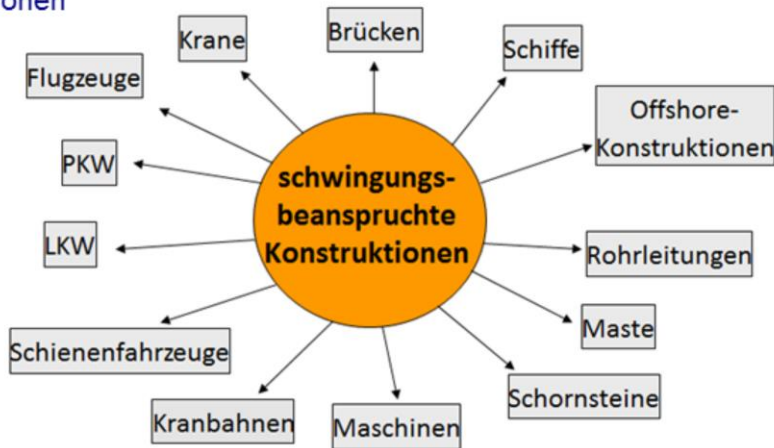 onen
Krane
Brücken
Schiffe
Flugzeuge
Offshore-
Konstruktionen
PKW
schwingungs-
beanspruchte
Konstruktionen
LKW
Rohrleitungen
Maste
Schienenfahrzeuge
Schornsteine
Kranbahnen
Maschinen